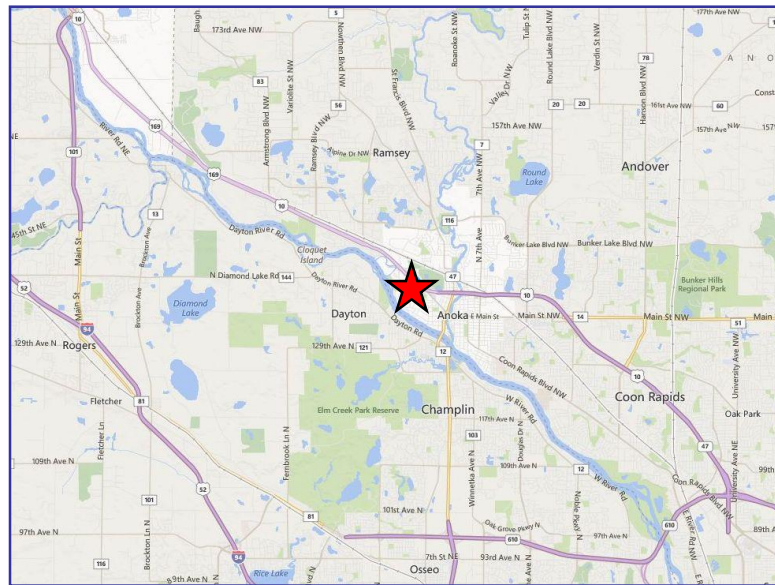 10
Baugh
173rd Ave NW
5
Nowthen Blvd NW
Roanoke St NW
Tulip St NW
Round Lake Blvd NW
Verdin St NW
177th Ave NW
47
78
Hanson Blvd NW
A N O
83
Variolite St NW
St Francis Blvd NW
Valley Dr NW
20
20
161st Ave NW
60
Consta
56
169
Armstrong Blvd NW
Ramsey Blvd NW
157th Ave NW
157th Ave NW
101
River Rd NE
Alpine Dr NW
Ramsey
7
7th Ave NW
Andover
169
Round
Lake
13
10
116
45th St NE
Main St
Brockton Ave
Dayton River Rd
Cloquet
Island
N 7th Ave
Bunker Lake Blvd NW
Bunker Lake Blvd NW
N Diamond Lake Rd
144
Dayton River Rd
47
Bunker Hills
Regional Park
52
Main St
Brockton Ave
Diamond
Lake
10
Dayton
Dayton Rd
Anoka
E Main St
Main St NW
14
Main St NW
51
94
129th Ave N
Rogers
129th Ave N
121
12
Coon Rapids Blvd NW
University Ave NW
10
Fletcher
81
Elm Creek Park Reserve
Champlin
W River Rd
Coon Rapids
117th Ave N
Oak Park
Fletcher Ln
Fernbrook Ln N
103
Douglas Dr N
47
109th Ave N
Winnetka Ave N
109th Ave N
12
University Ave NE
99th
52
W River Rd
Coon Rapids Blvd NW
101
101st Ave N
Noble Pkwy N
97th Ave N
Brockton Ln N
81
Oak Grove Pkwy N
97th Ave N
610
E River Rd
89th A
116
94
7th St NE
610
93rd Ave N
89th Ave N
Rice Lake
Osseo